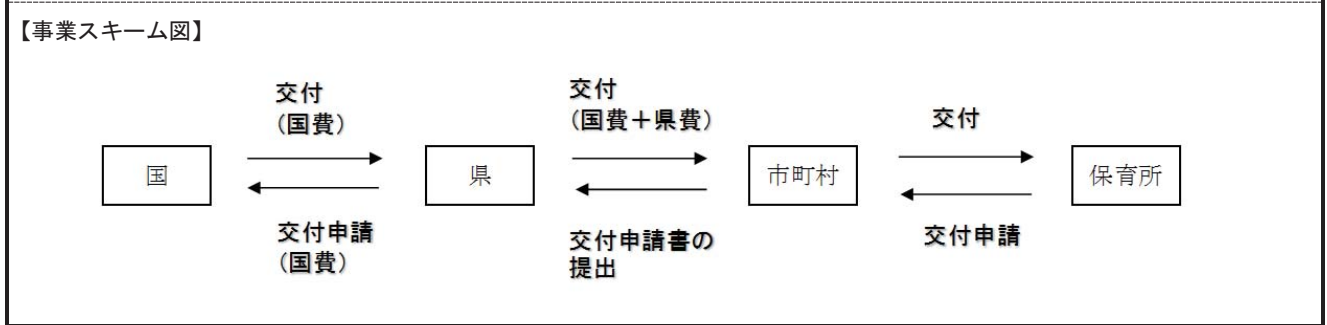 【事業スキーム図】
交付
（国費）
交付
（国費＋県費）
交付
国
県
市町村
保育所
交付申請
（国費）
交付申請書の
提出
交付申請